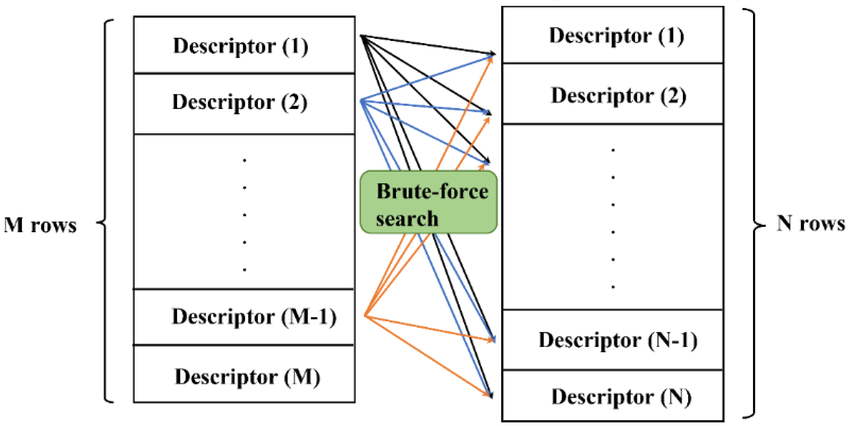 M rows
Descriptor (1)
Descriptor (2)
Descriptor (M-1)
Descriptor (M)
Brute-force
search
Descriptor (1)
Descriptor (2)
Descriptor (N-1)
Descriptor (N)
N rows